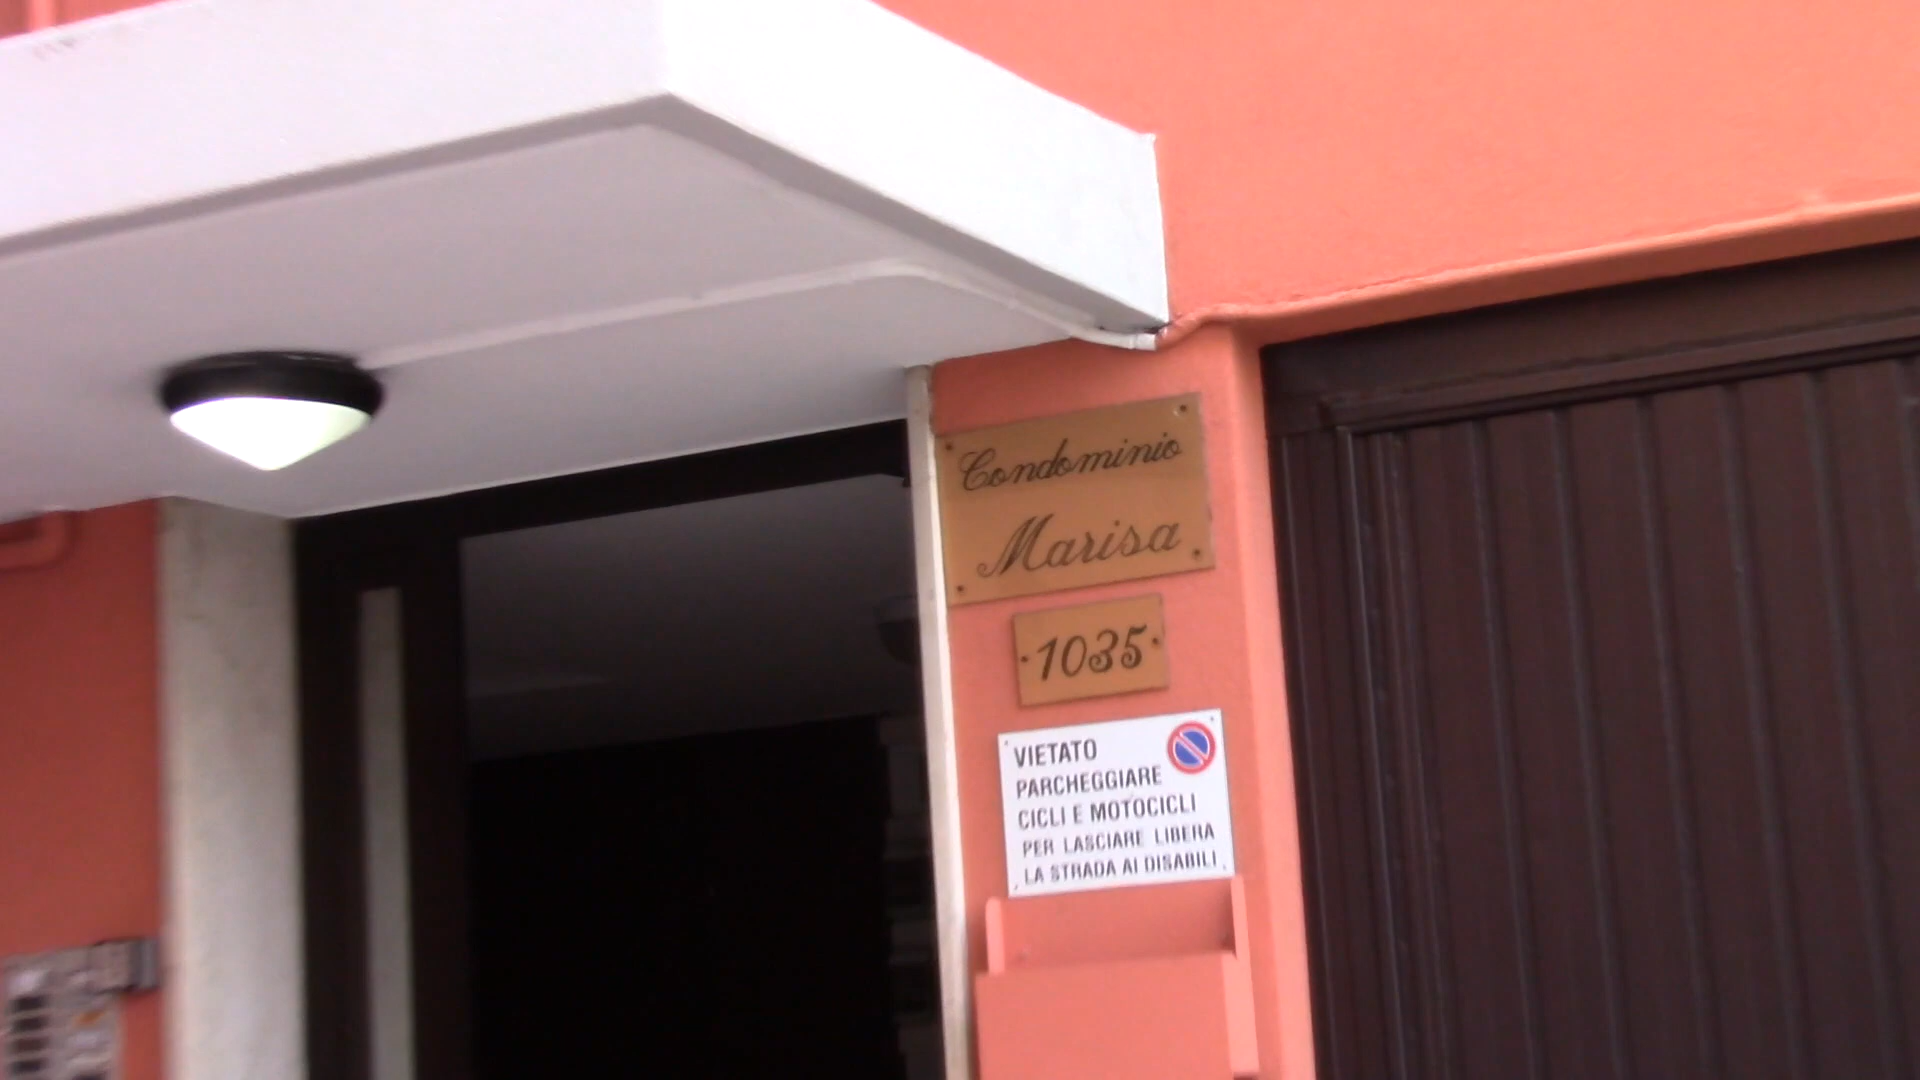 Condominio
Marisa
1035
VIETATO
PARCHEGGIARE
CICLI E MOTOCICLI
PER LASCIARE LIBERA
LA STRADA AI DISABILI